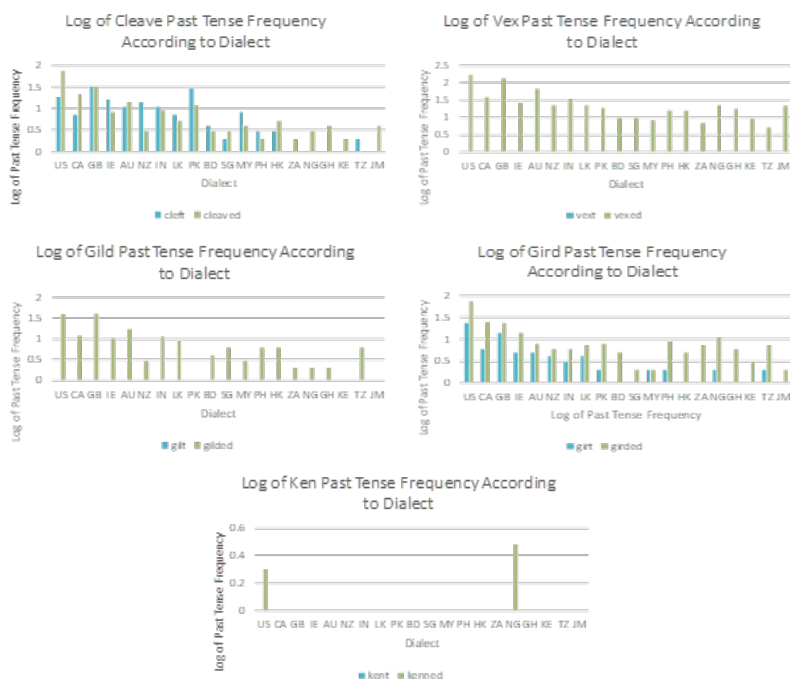 Log of Cleave Past Tense Frequency
According to Dialect
Log of Past Tense Frequency
2
1.5
1
0.5
0
US CA GB IE AU NZ IN LK PK BD SG MY PH HK ZA NG GH KE TZ JM
Dialect
cleft cleaved
Log of Vex Past Tense Frequency According
to Dialect
Log of Past Tense Frequency
2.5
2
1.5
1
0.5
0
US CA GB IE AU NZ IN LK PK BD SG MY PH HK ZA NG GH KE TZ JM
Dialect
vext vexed
Log of Gild Past Tense Frequency According
to Dialect
Log of Past Tense Frequency
2
1.5
1
0.5
0
US CA GB IE AU NZ IN LK PK BD SG MY PH HK ZA NG GH KE TZ JM
Dialect
gilt gilded
Log of Gird Past Tense Frequency
According to Dialect
Log of Past Tense Frequency
2
1.5
1
0.5
0
US CA GB IE AU NZ IN LK PK BD SG MY PH HK ZA NG GH KE TZ JM
Log of Past Tense Frequency
girt girded
Log of Ken Past Tense Frequency According
to Dialect
Log of Past Tense Frequency
0.6
0.4
0.2
0
US CA GB IE AU NZ IN LK PK BD SG MY PH HK ZA NG GH KE TZ JM
Dialect
kent kenned